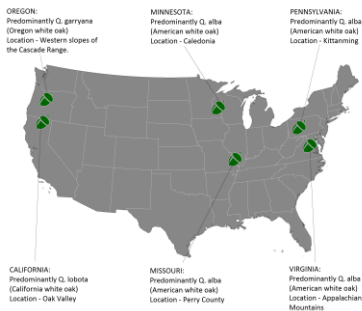 OREGON:
Predominantly Q. garryana
(Oregon white oak)
Location - Western slopes of
the Cascade Range.
MINNESOTA:
Predominantly Q. alba
(American white oak)
Location - Caledonia
PENNSYLVANIA:
Predominantly Q. alba
(American white oak)
Location - Kittanning
CALIFORNIA:
Predominantly Q. lobota
(California white oak)
Location - Oak Valley
MISSOURI:
Predominantly Q. alba
(American white oak)
Location - Perry County
VIRGINIA:
Predominantly Q. alba
(American white oak)
Location - Appalachian
Mountains